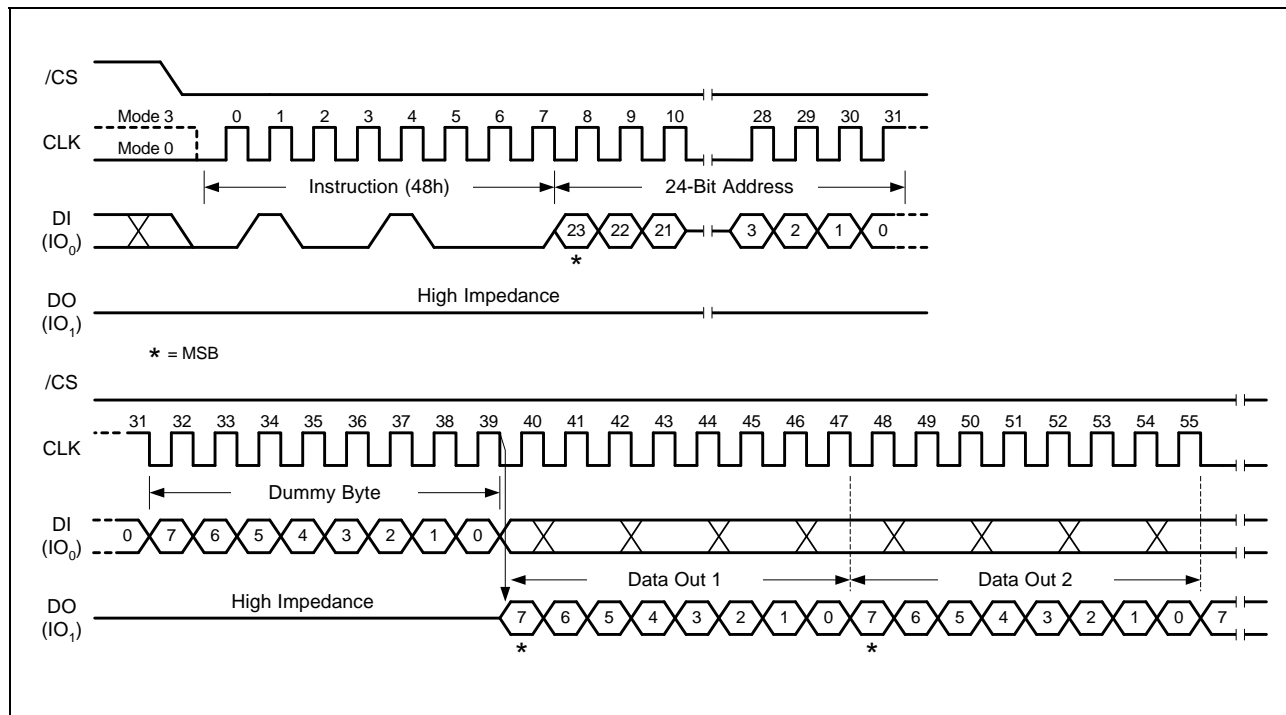 /CS
Mode 3 0 1 2 3 4 5 6 7 8 9 10 28 29 30 31
CLK
Mode 0
Instruction (48h) 24-Bit Address
DI
(IO0) 23 22 21 3 2 1 0
*
High Impedance
DO
(IO1)
* = MSB
/CS
31 32 33 34 35 36 37 38 39 40 41 42 43 44 45 46 47 48 49 50 51 52 53 54 55
CLK
Dummy Byte
DI
(IO0) 0 7 6 5 4 3 2 1 0
Data Out 1 Data Out 2
High Impedance
DO
(IO1) 7 6 5 4 3 2 1 0 7 6 5 4 3 2 1 0 7
* *